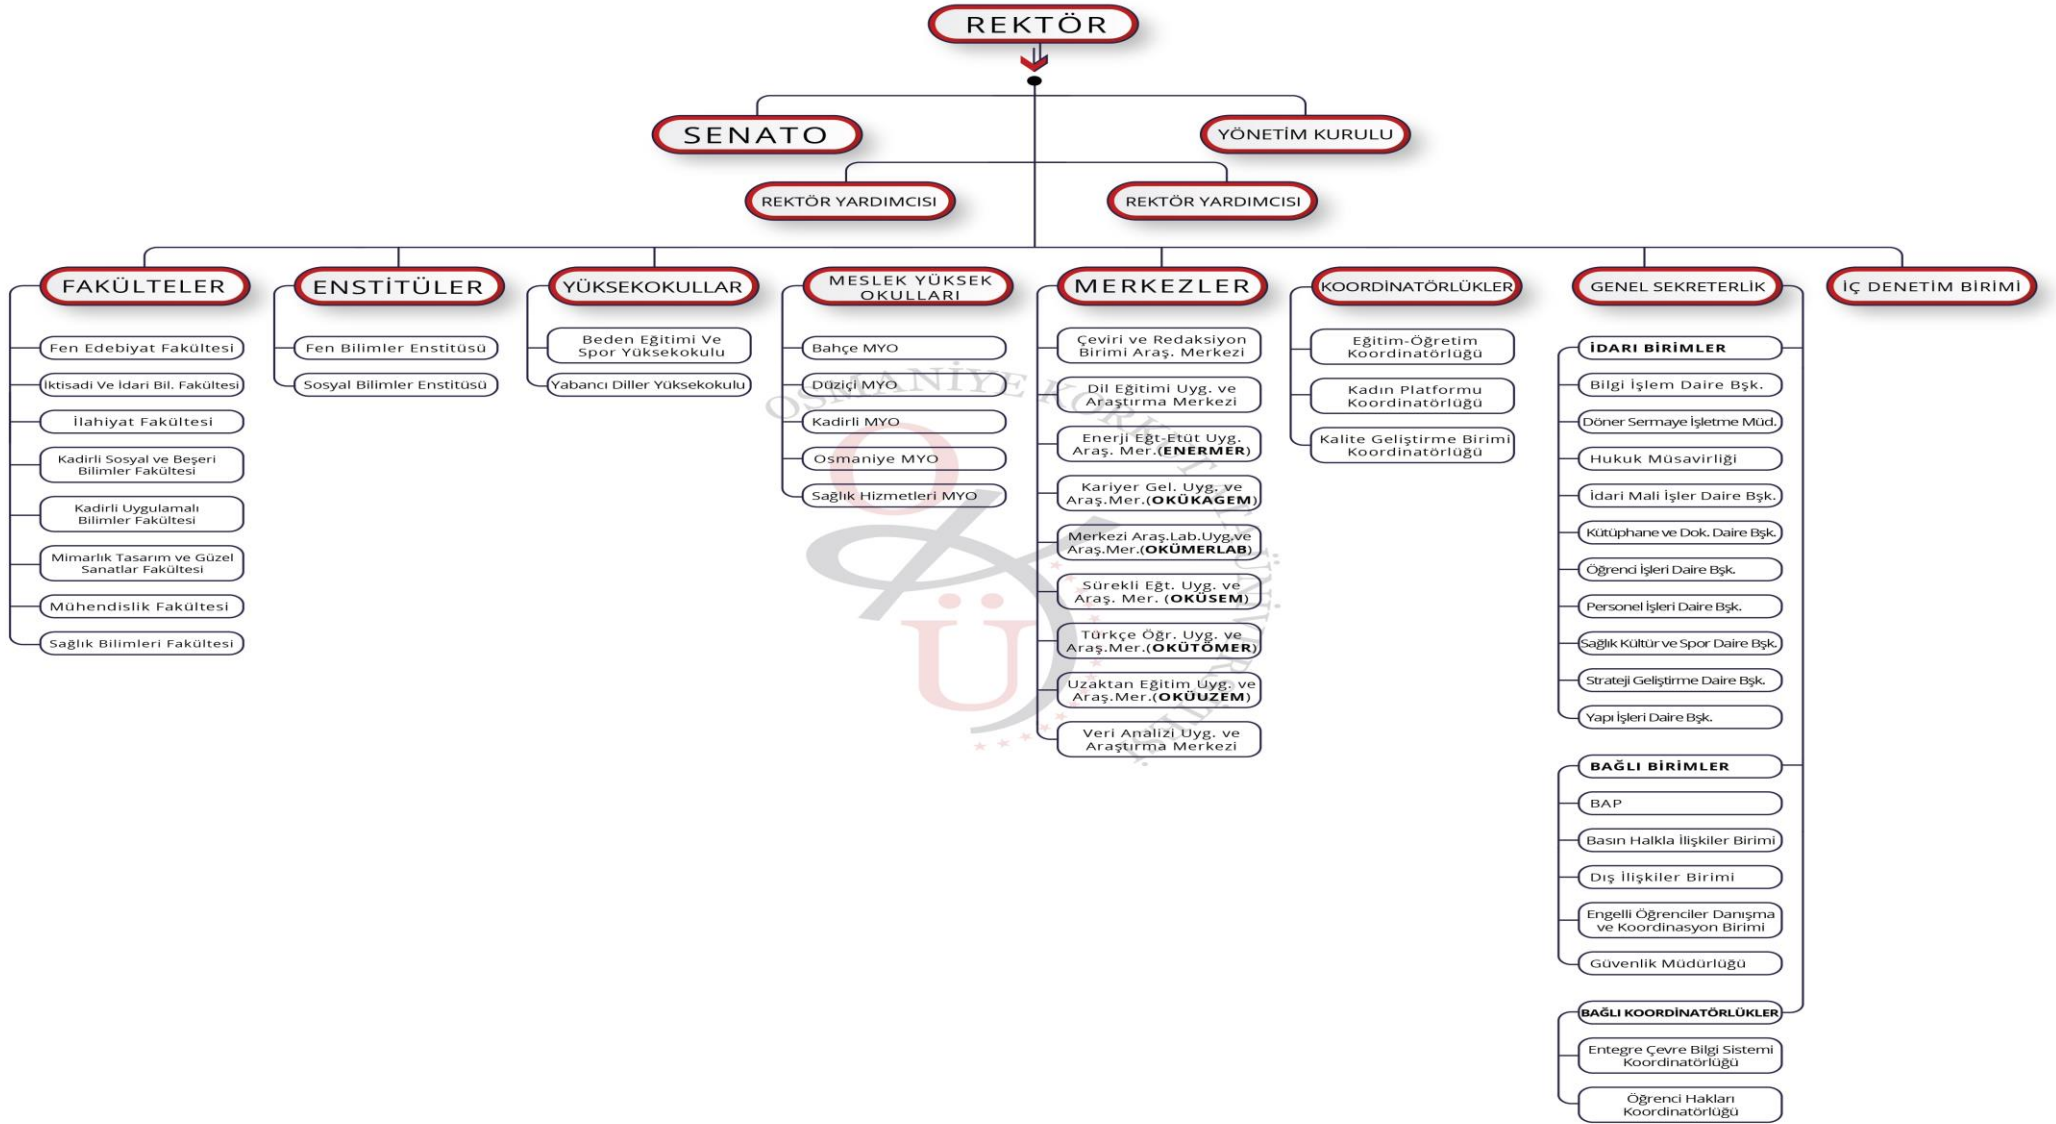 REKTÖR
SENATO
YÖNETİM KURULU
REKTÖR YARDIMCISI
REKTÖR YARDIMCISI
FAKÜLTELER
Fen Edebiyat Fakültesi
İktisadi Ve İdari Bil. Fakültesi
İlahiyat Fakültesi
Kadirli Sosyal ve Beşeri
Bilimler Fakültesi
Kadirli Uygulamalı
Bilimler Fakültesi
Mimarlık Tasarım ve Güzel
Sanatlar Fakültesi
Mühendislik Fakültesi
Sağlık Bilimleri Fakültesi
ENSTİTÜLER
Fen Bilimler Enstitüsü
Sosyal Bilimler Enstitüsü
YÜKSEKOKULLAR
Beden Eğitimi Ve
Spor Yüksekokulu
Yabancı Diller Yüksekokulu
MESLEK YÜKSEK
OKULLARI
Bahçe MYO
Düziçi MYO
Kadirli MYO
Osmaniye MYO
Sağlık Hizmetleri MYO
MERKEZLER
Çeviri ve Redaksiyon
Birimi Araş. Merkezi
Dil Eğitimi Uyg. ve
Araştırma Merkezi
Enerji Eğt-Etüt Uyg.
Araş. Mer.(ENERMER)
Kariyer Gel. Uyg. ve
Araş.Mer.(OKÜKAGEM)
Merkezi Araş.Lab.Uyg.ve
Araş.Mer.(OKÜMERLAB)
Sürekli Eğt. Uyg. ve
Araş. Mer. (OKÜSEM)
Türkçe Öğr. Uyg. ve
Araş.Mer.(OKÜTÖMER)
Uzaktan Eğitim Uyg. ve
Araş.Mer.(OKÜUZEM)
Veri Analizi Uyg. ve
Araştırma Merkezi
KOORDİNATÖRLÜKLER
Eğitim-Öğretim
Koordinatörlüğü
Kadın Platformu
Koordinatörlüğü
Kalite Geliştirme Birimi
Koordinatörlüğü
GENEL SEKRETERLİK
İDARI BİRİMLER
Bilgi İşlem Daire Bşk.
Döner Sermaye İşletme Müd.
Hukuk Müsavirliği
İdari Mali İşler Daire Bşk.
Kütüphane ve Dok. Daire Bşk.
Öğrenci İşleri Daire Bşk.
Personel İşleri Daire Bşk.
Sağlık Kültür ve Spor Daire Bşk.
Strateji Geliştirme Daire Bşk.
Yapı İşleri Daire Bşk.
BAĞLI BİRİMLER
BAP
Basın Halkla İlişkiler Birimi
Dış İlişkiler Birimi
Engelli Öğrenciler Danışma
ve Koordinasyon Birimi
Güvenlik Müdürlüğü
BAĞLI KOORDİNATÖRLÜKLER
Entegre Çevre Bilgi Sistemi
Koordinatörlüğü
Öğrenci Hakları
Koordinatörlüğü
İÇ DENETİM BİRİMİ
OSMANİYE KORKUT ATA ÜNİVERSİTESİ